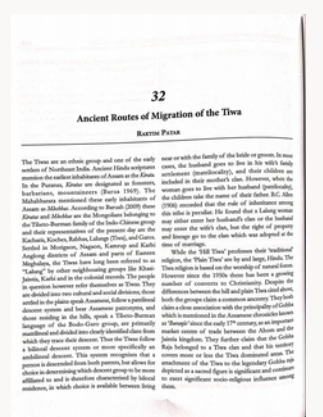 32
Ancient Routes of Migration of the Tiwa
RAKTIM PATAR
The Tiwas are an ethnic group and one of the early
settlers of Northeast India. Ancient Hindu scriptures
mention the earliest inhabitants of Assam as the Kirata.
In the Puranas, Kiratas are designated as foresters,
barbarians, mountaineers (Barua 1969). The
Mahabharata mentioned these early inhabitants of
Assam as Mlechhas. According to Baruah (2009) these
Kiratas and Mlechhas are the Mongolians belonging to
the Tibeto-Burman family of the Indo-Chinese group
and their representatives of the present day are the
Kacharis, Koches, Rabhas, Lalungs (Tiwa), and Garos.
Settled in Morigaon, Nagaon, Kamrup and Karbi
Anglong districts of Assam and parts of Eastern
Meghalaya, the Tiwas have long been referred to as
"Lalung" by other neighbouring groups like Khasi-
Jaintia, Karbi and in the colonial records. The people
in question however refer themselves as Tiwa. They
are divided into two cultural and social divisions, those
settled in the plains speak Assamese, follow a patrilineal
descent system and bear Assamese patronyms, and
those residing in the hills, speak a Tibeto-Burman
language of the Bodo-Garo group, are primarily
matrilineal and divided into clearly identified clans from
which they trace their descent. Thus the Tiwas follow
a bilateral descent system or more specifically an
ambilineal descent. This system recognises that a
person is descended from both parents, but allows for
choice in determining which descent group to be more
affiliated to and is therefore characterised by bilocal
residence, in which choice is available between living
near or with the family of the bride or groom. In most
cases, the husband goes to live in his wife's family
settlement (matrilocality), and their children are
included in their mother's clan. However, when the
woman goes to live with her husband (patrilocality),
the children take the name of their father. B.C. Allen
(1906) recorded that the rule of inheritance among
this tribe is peculiar. He found that a Lalung woman
may either enter her husband's clan or the husband
may enter the wife's clan, but the right of property
and lineage go to the clan which was adopted at the
time of marriage.
While the 'Hill Tiwa' professes their 'traditional'
religion, the 'Plain Tiwa' are by and large, Hindu. The
Tiwa religion is based on the worship of natural form.
However since the 1950s there has been a growing
number of converts to Christianity. Despite the
differences between the hill and plain Tiwa cited above,
both the groups claim a common ancestry. They both
claim a close association with the principality of Gobha
which is mentioned in the Assamese chronicles known
as 'Buranjis' since the early 17th century, as an important
market centre of trade between the Ahom and the
Jaintia kingdom. They further claim that the Gobha
Raja belonged to a Tiwa clan and that his territory
covers more or less the Tiwa dominated areas. The
attachment of the Tiwa to the legendary Gobha raja
depicted as a sacred figure is significant and continues
to exert significant socio-religious influence among
them.